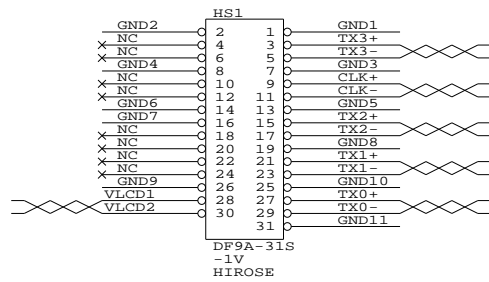 HS1
GND2 2 1 GND1
NC 4 3 TX3+
NC 6 5 TX3-
GND4 8 7 GND3
NC 10 9 CLK+
NC 12 11 CLK-
GND6 14 13 GND5
GND7 16 15 TX2+
NC 18 17 TX2-
NC 20 19 GND8
NC 22 21 TX1+
NC 24 23 TX1-
GND9 26 25 GND10
VLCD1 28 27 TX0+
VLCD2 30 29 TX0-
31 GND11
DF9A-31S
-1V
HIROSE